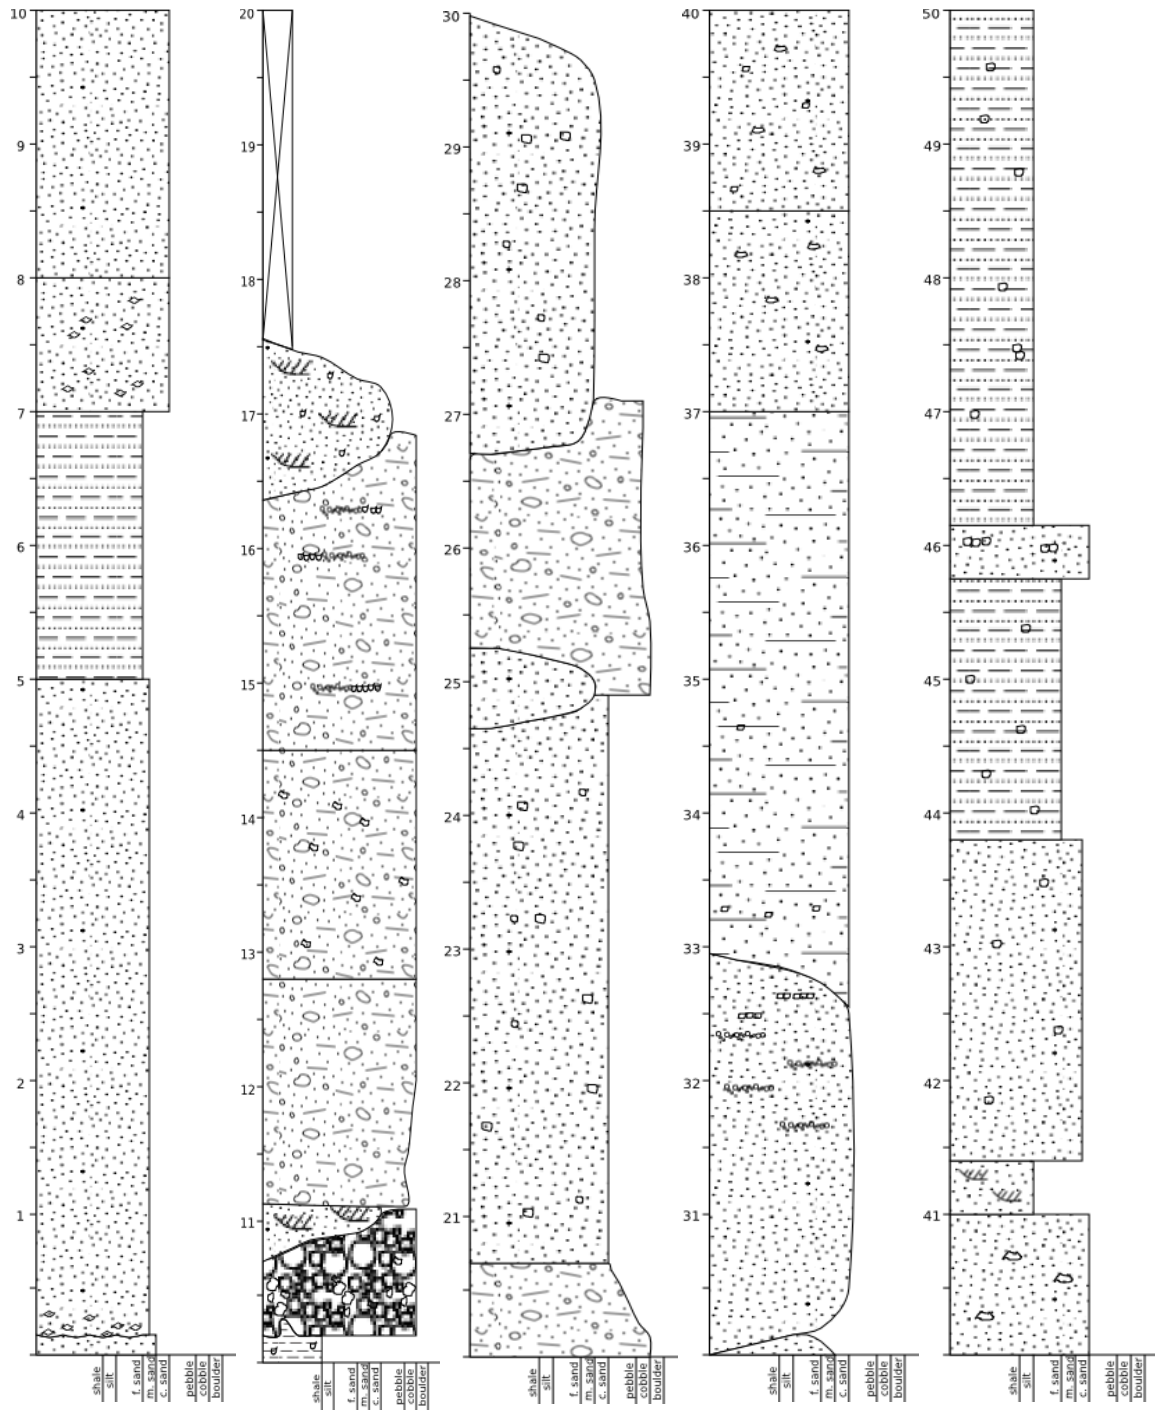 10
9
8
7
6
5
4
3
2
1
shale
silt
f. sand
m. sand
c. sand
pebble
cobble
boulder
20
19
18
17
16
15
14
13
12
11
shale
silt
f. sand
m. sand
c. sand
pebble
cobble
boulder
30
29
28
27
26
25
24
23
22
21
shale
silt
f. sand
m. sand
c. sand
pebble
cobble
boulder
40
39
38
37
36
35
34
33
32
31
shale
silt
f. sand
m. sand
c. sand
pebble
cobble
boulder
50
49
48
47
46
45
44
43
42
41
shale
silt
f. sand
m. sand
c. sand
pebble
cobble
boulder